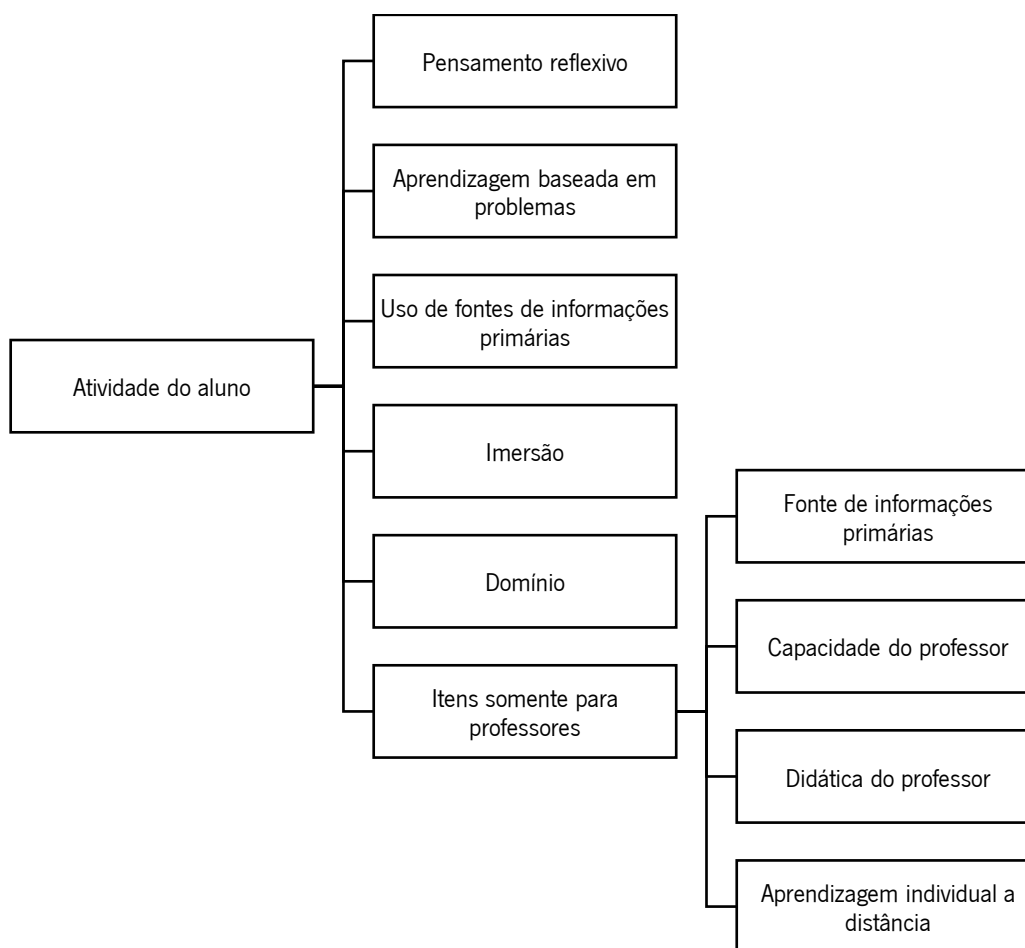 Pensamento reflexivo
Aprendizagem baseada em
problemas
Uso de fontes de informações
primárias
Atividade do aluno
Imersão
Domínio
Itens somente para
professores
Fonte de informações
primárias
Capacidade do professor
Didática do professor
Aprendizagem individual a
distância